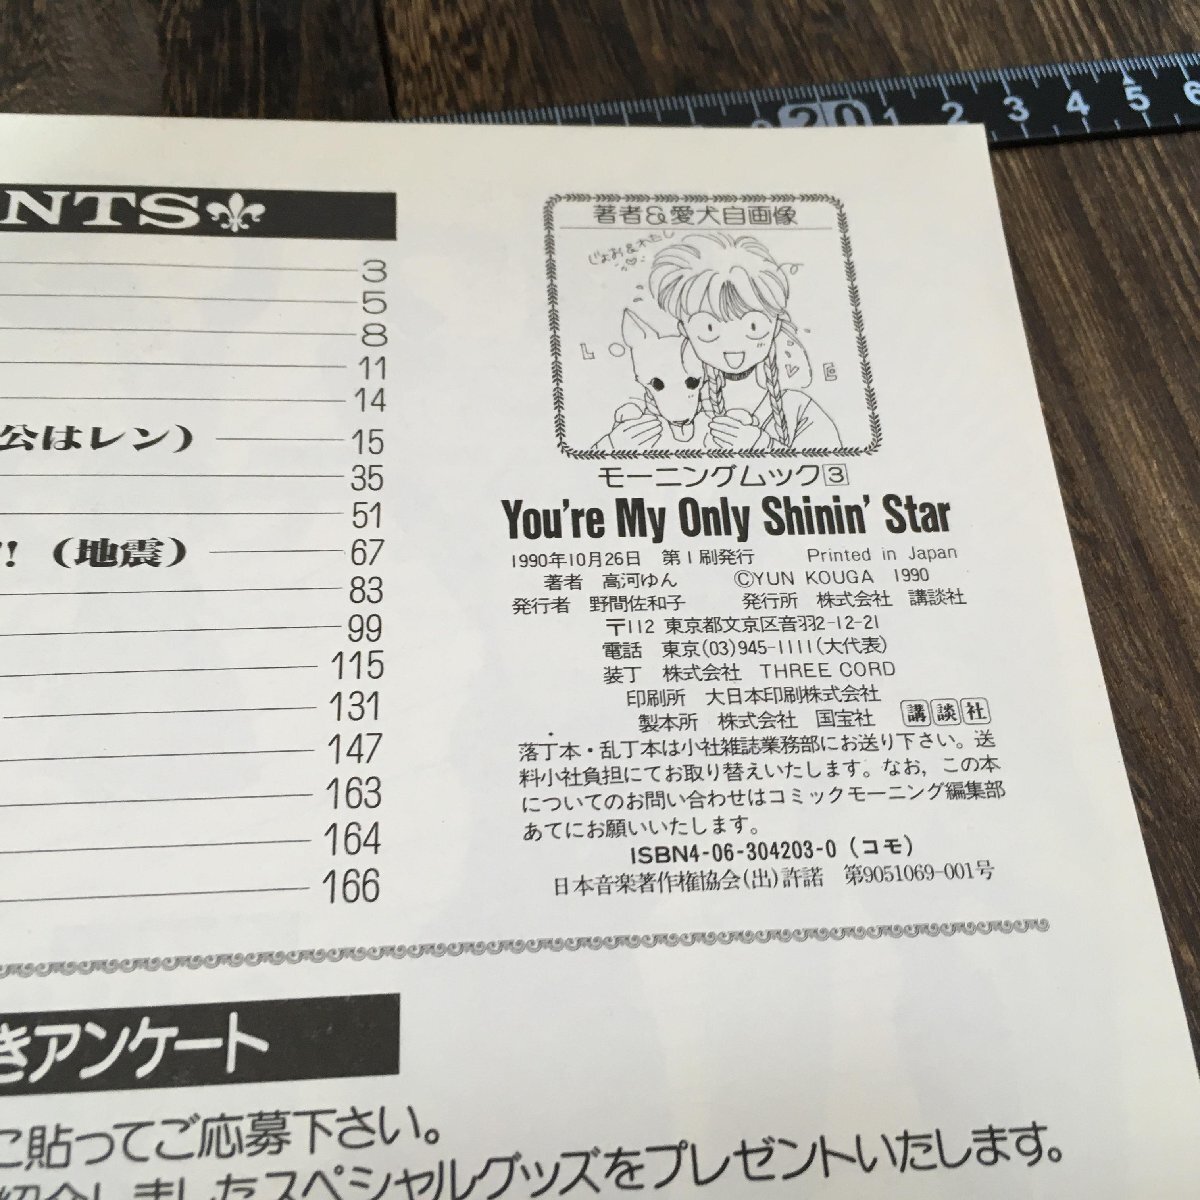 20 1 2 3 4 5 6
NTS
3
5
8
11
14
公はレン) 15
35
51
! (地震) 67
83
99
115
131
147
163
164
166
著者&愛犬自画像
じょお&わたし
LOVE
モーニングムック3
You're My Only Shinin' Star
1990年10月26日 第1刷発行 Printed in Japan
著者 高河ゆん ©YUN KOUGA 1990
発行者 野間佐和子 発行所 株式会社 講談社
〒112 東京都文京区音羽2-12-21
電話 東京(03)945-1111(大代表)
装丁 株式会社 THREE CORD
印刷所 大日本印刷株式会社
製本所 株式会社 国宝社 講談社
落丁本・乱丁本は小社雑誌業務部にお送り下さい。送
料小社負担にてお取り替えいたします。なお,この本
についてのお問い合わせはコミックモーニング編集部
あてにお願いいたします。
ISBN4-06-304203-0 (コモ)
日本音楽著作権協会(出)許諾 第9051069-001号
きアンケート
に貼ってご応募下さい。
紹介しましたスペシャルグッズをプレゼントいたします。